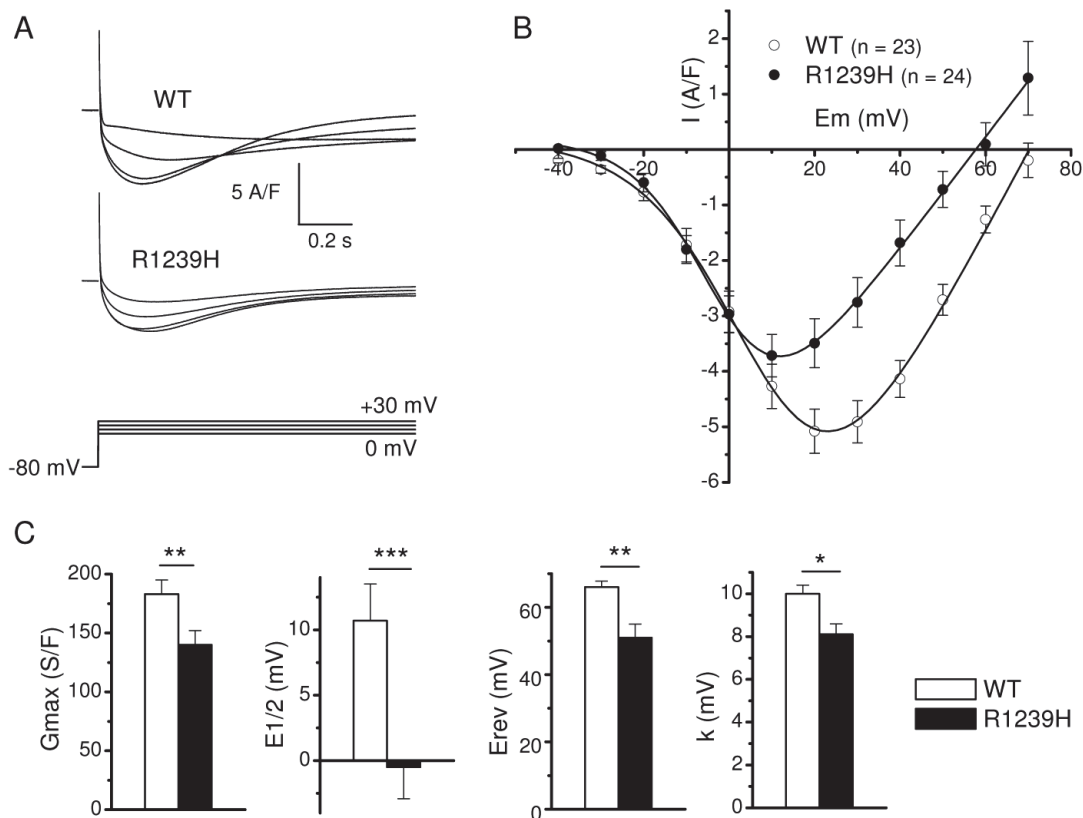 A
WT
5 A/F
0.2 s
R1239H
+30 mV
0 mV
-80 mV
B
WT (n = 23)
R1239H (n = 24)
I (A/F)
Em (mV)
2
1
-40 -20 0 20 40 60 80
-1
-2
-3
-4
-5
-6
C
**
Gmax (S/F)
200
150
100
50
0
***
E1/2 (mV)
10
5
0
**
Erev (mV)
60
40
20
0
*
k (mV)
10
8
6
4
2
0
WT
R1239H